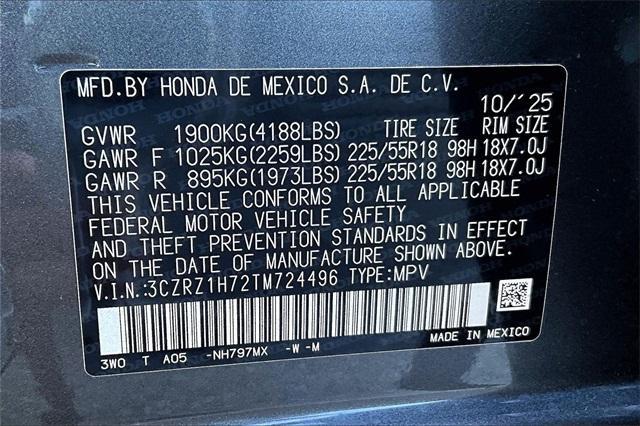 MFD.BY HONDA DE MEXICO S.A. DE C.V.
10/'25
GVWR 1900KG(4188LBS) TIRE SIZE RIM SIZE
GAWR F 1025KG(2259LBS) 225/55R18 98H 18X7.0J
GAWR R 895KG(1973LBS) 225/55R18 98H 18X7.0J
THIS VEHICLE CONFORMS TO ALL APPLICABLE
FEDERAL MOTOR VEHICLE SAFETY
AND THEFT PREVENTION STANDARDS IN EFFECT
ON THE DATE OF MANUFACTURE SHOWN ABOVE.
V.I.N.:3CZRZ1H72TM724496 TYPE:MPV
3W0 T A05 -NH797MX -W -M
MADE IN MEXICO